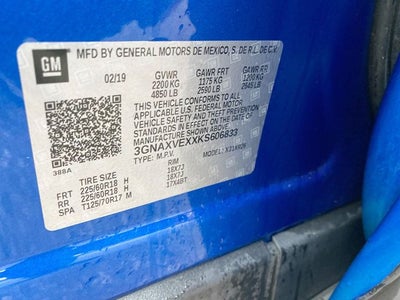 GM
MFD BY GENERAL MOTORS DE MEXICO, S. DE R.L. DE C.V.
02/19 GVWR GAWR FRT GAWR RR
2200 KG 1175 KG 1200 KG
4850 LB 2590 LB 2645 LB
THIS VEHICLE CONFORMS TO ALL
APPLICABLE U.S. FEDERAL
MOTOR VEHICLE SAFETY, BUMPER,
AND THEFT PREVENTION
STANDARDS IN EFFECT ON THE
DATE OF MANUFACTURE
SHOWN ABOVE.
3GNAXVEXXKS606833
TYPE: M.P.V.
388A
TIRE SIZE RIM
FRT 225/60R18 H 18X7J
RR 225/60R18 H 18X7J
SPA T125/70R17 M 17X4BT